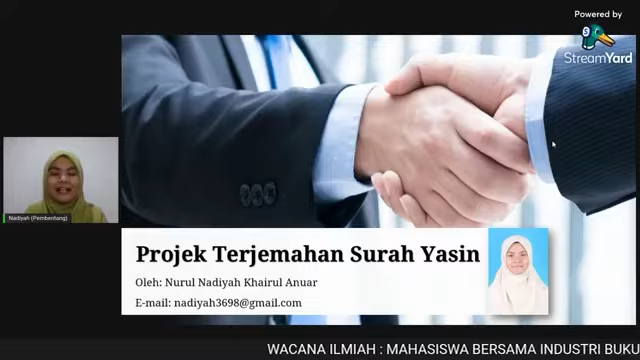 Powered by
StreamYard
Nadiyah (Pembentang)
Projek Terjemahan Surah Yasin
Oleh: Nurul Nadiyah Khairul Anuar
E-mail: nadiyah3698@gmail.com
WACANA ILMIAH : MAHASISWA BERSAMA INDUSTRI BUKU